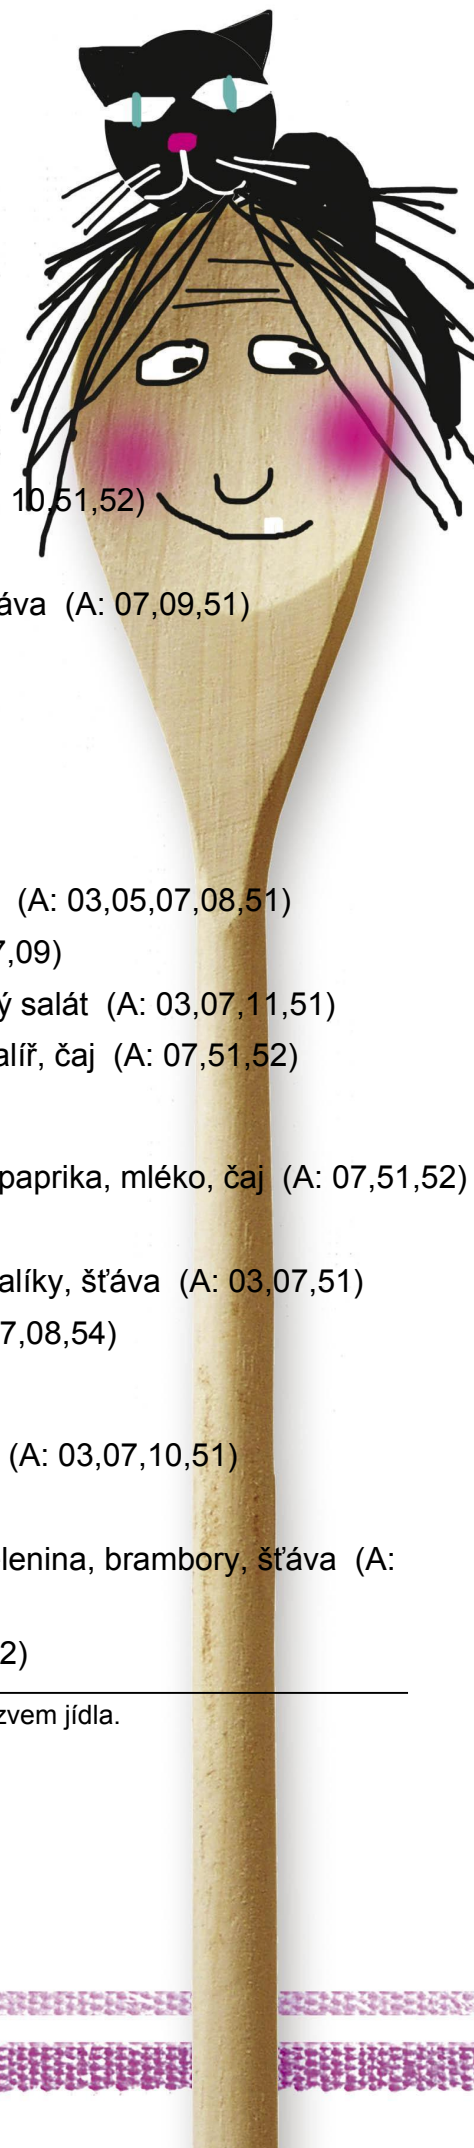 10,51,52)
áva (A: 07,09,51)
(A: 03,05,07,08,51)
7,09)
ý salát (A: 03,07,11,51)
alíř, čaj (A: 07,51,52)
paprika, mléko, čaj (A: 07,51,52)
alíky, šťáva (A: 03,07,51)
7,08,54)
(A: 03,07,10,51)
lenina, brambory, šťáva (A:
2)
zvem jídla.